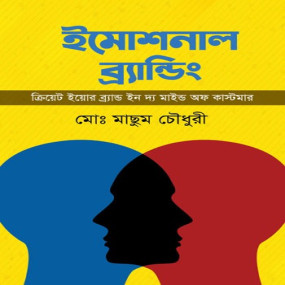 ইমোশনাল
ব্র্যান্ডিং
ক্রিয়েট ইয়োর ব্র্যান্ড ইন দ্য মাইন্ড অফ কাস্টমার
মোঃ মাছুম চৌধুরী